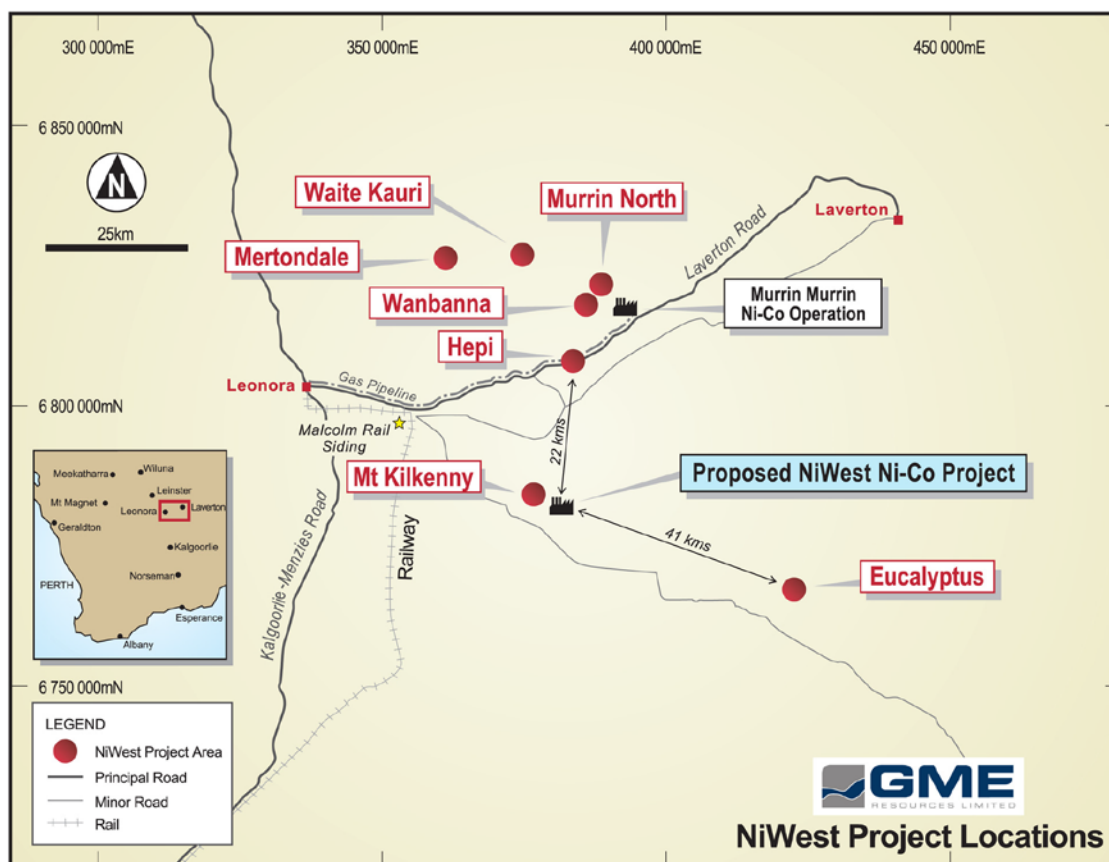 300 000mE
350 000mE
400 000mE
450 000mE
6 850 000mN
N
25km
Waite Kauri
Murrin North
Mertondale
Wanbanna
Hepi
Laverton Road
Laverton
Murrin Murrin
Ni-Co Operation
Leonora
Gas Pipeline
6 800 000mN
Malcolm Rail
Siding
22 kms
Mt Kilkenny
Proposed NiWest Ni-Co Project
41 kms
Eucalyptus
Kalgoorlie-Menzies Road
Railway
Meekatharra
Wiluna
Leinster
Mt Magnet
Leonora
Laverton
Geraldton
Kalgoorlie
PERTH
Norseman
Esperance
Albany
6 750 000mN
LEGEND
NiWest Project Area
Principal Road
Minor Road
Rail
GME
RESOURCES LIMITED
NiWest Project Locations